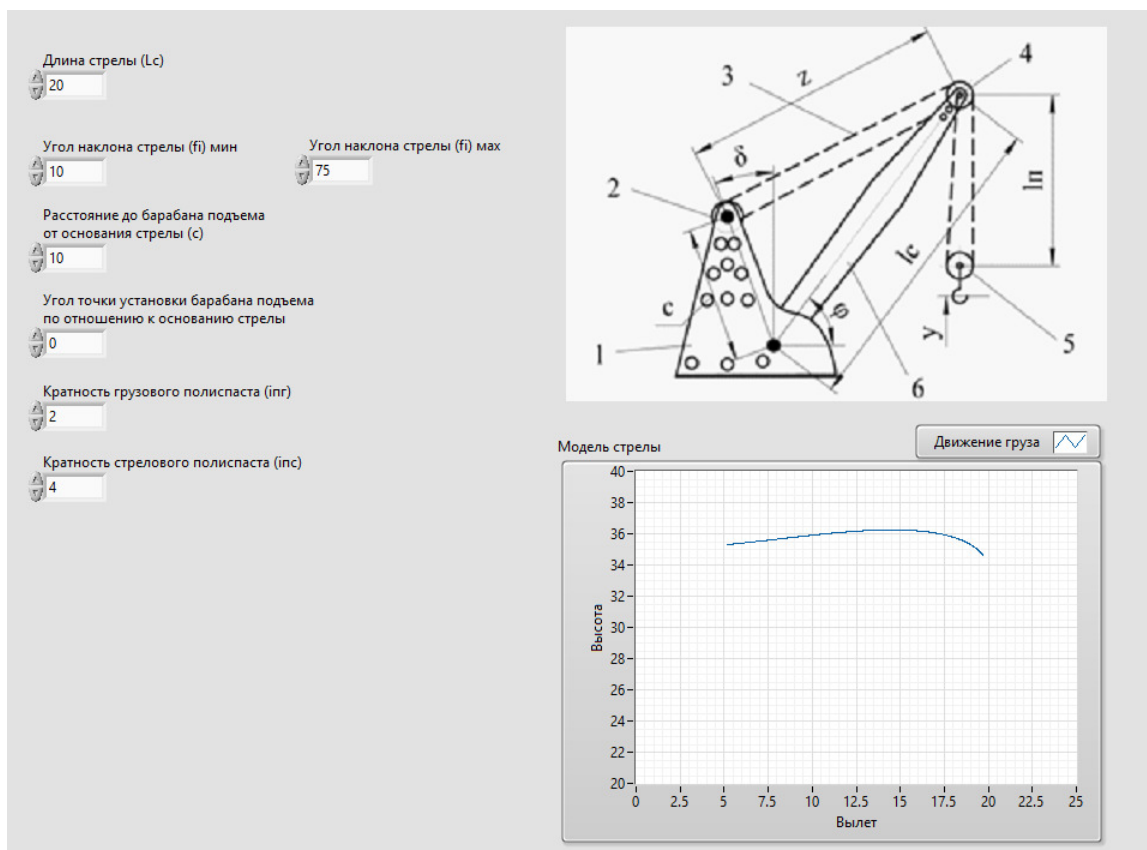 Длина стрелы (Lc)
20
Угол наклона стрелы (fi) мин
10
Угол наклона стрелы (fi) мах
75
Расстояние до барабана подъема
от основания стрелы (с)
10
Угол точки установки барабана подъема
по отношению к основанию стрелы
0
Кратность грузового полиспаста (iпг)
2
Кратность стрелового полиспаста (iпс)
4
3
z
4
δ
2
lп
lс
c
φ
y
1
5
6
Модель стрелы
Движение груза
40
38
36
34
32
30
28
26
24
22
20
Высота
0 2.5 5 7.5 10 12.5 15 17.5 20 22.5 25
Вылет